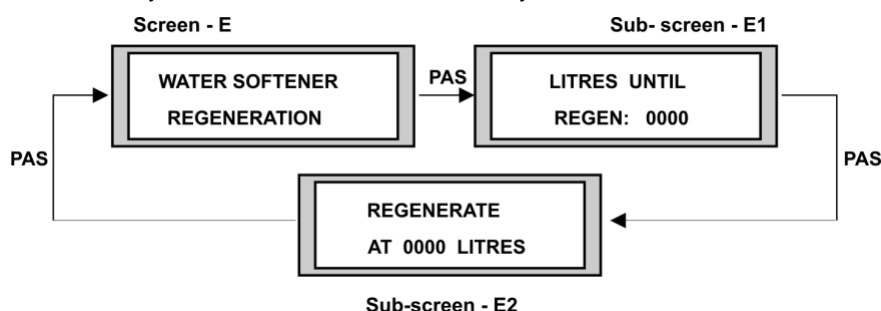 Screen - E
Sub- screen - E1
WATER SOFTENER
REGENERATION
PAS
LITRES UNTIL
REGEN: 0000
PAS
PAS
REGENERATE
AT 0000 LITRES
Sub-screen - E2